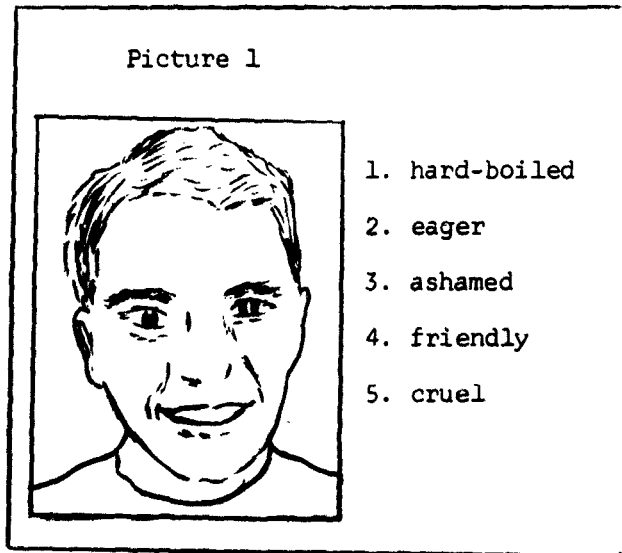 Picture 1
1. hard-boiled
2. eager
3. ashamed
4. friendly
5. cruel